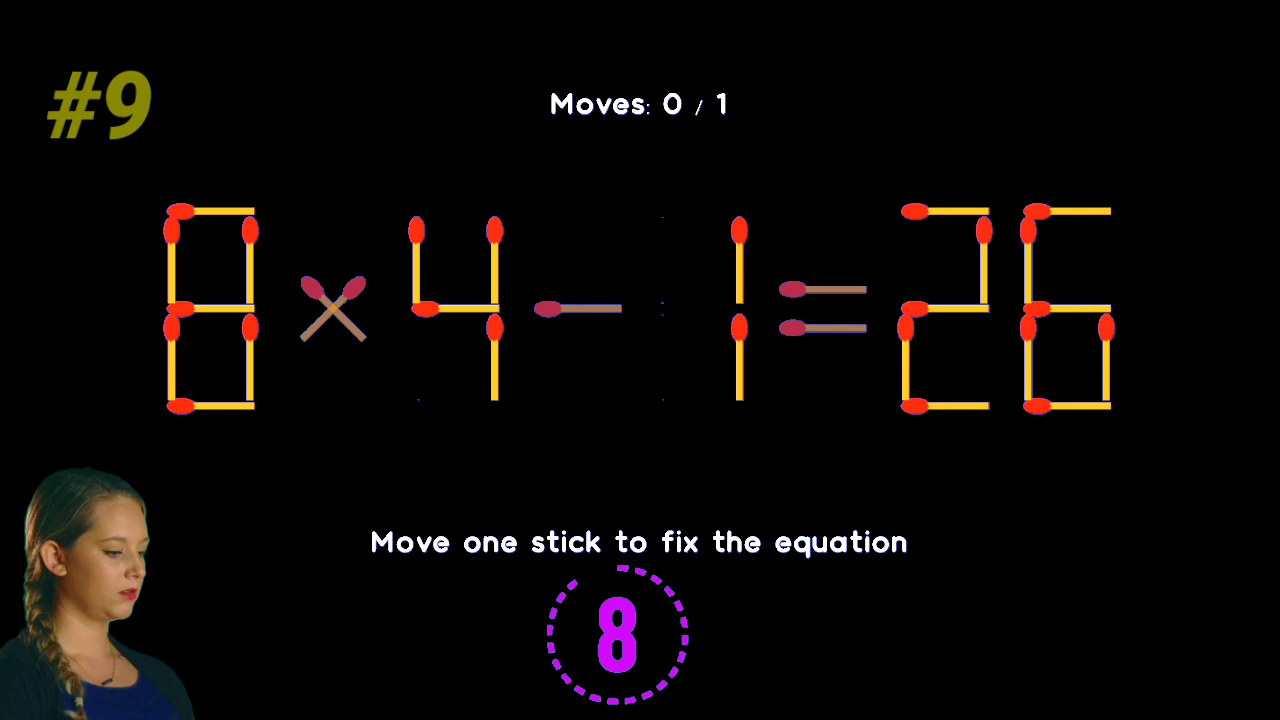 #9
Moves: 0 / 1
8 × 4 − 1 = 26
Move one stick to fix the equation
8